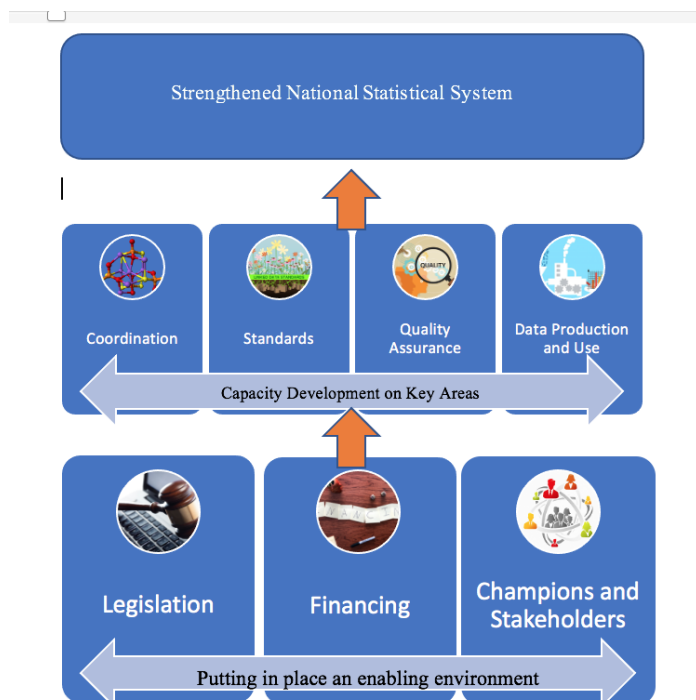 Strengthened National Statistical System
QUALITY
Coordination
Standards
Quality
Assurance
Data Production
and Use
Capacity Development on Key Areas
Legislation
Financing
Champions and
Stakeholders
Putting in place an enabling environment